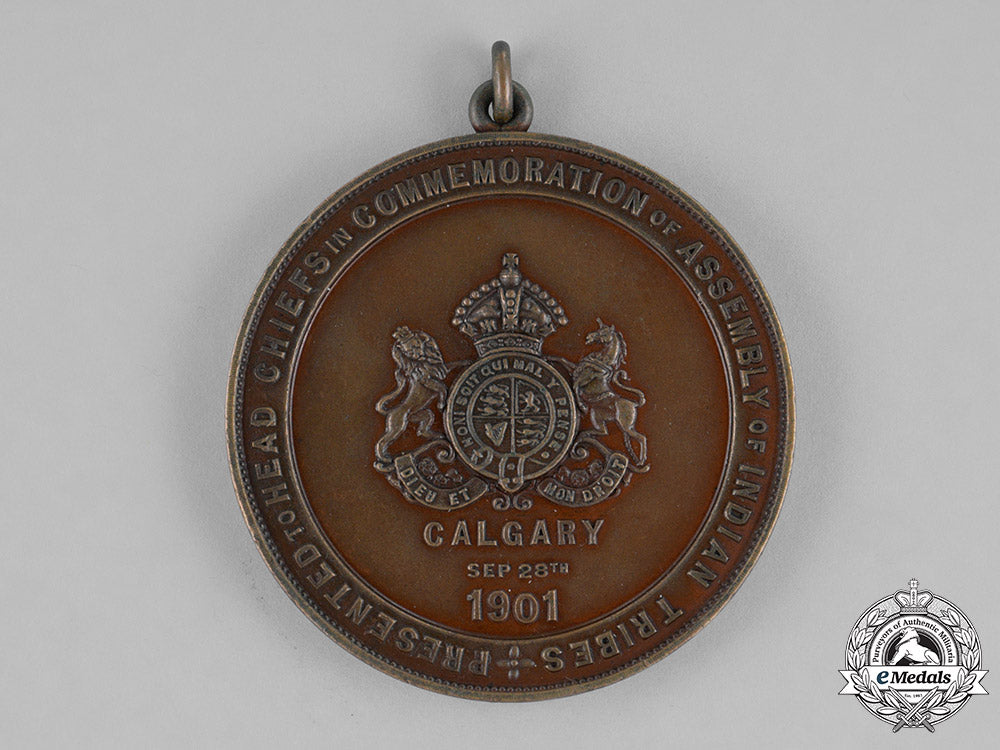 PRESENTED TO HEAD CHIEFS IN COMMEMORATION OF ASSEMBLY OF INDIAN TRIBES
HONI SOIT QUI MAL Y PENSE
DIEU ET MON DROIT
CALGARY
SEP 28TH
1901
Purveyors of Authentic Militaria
eMedals